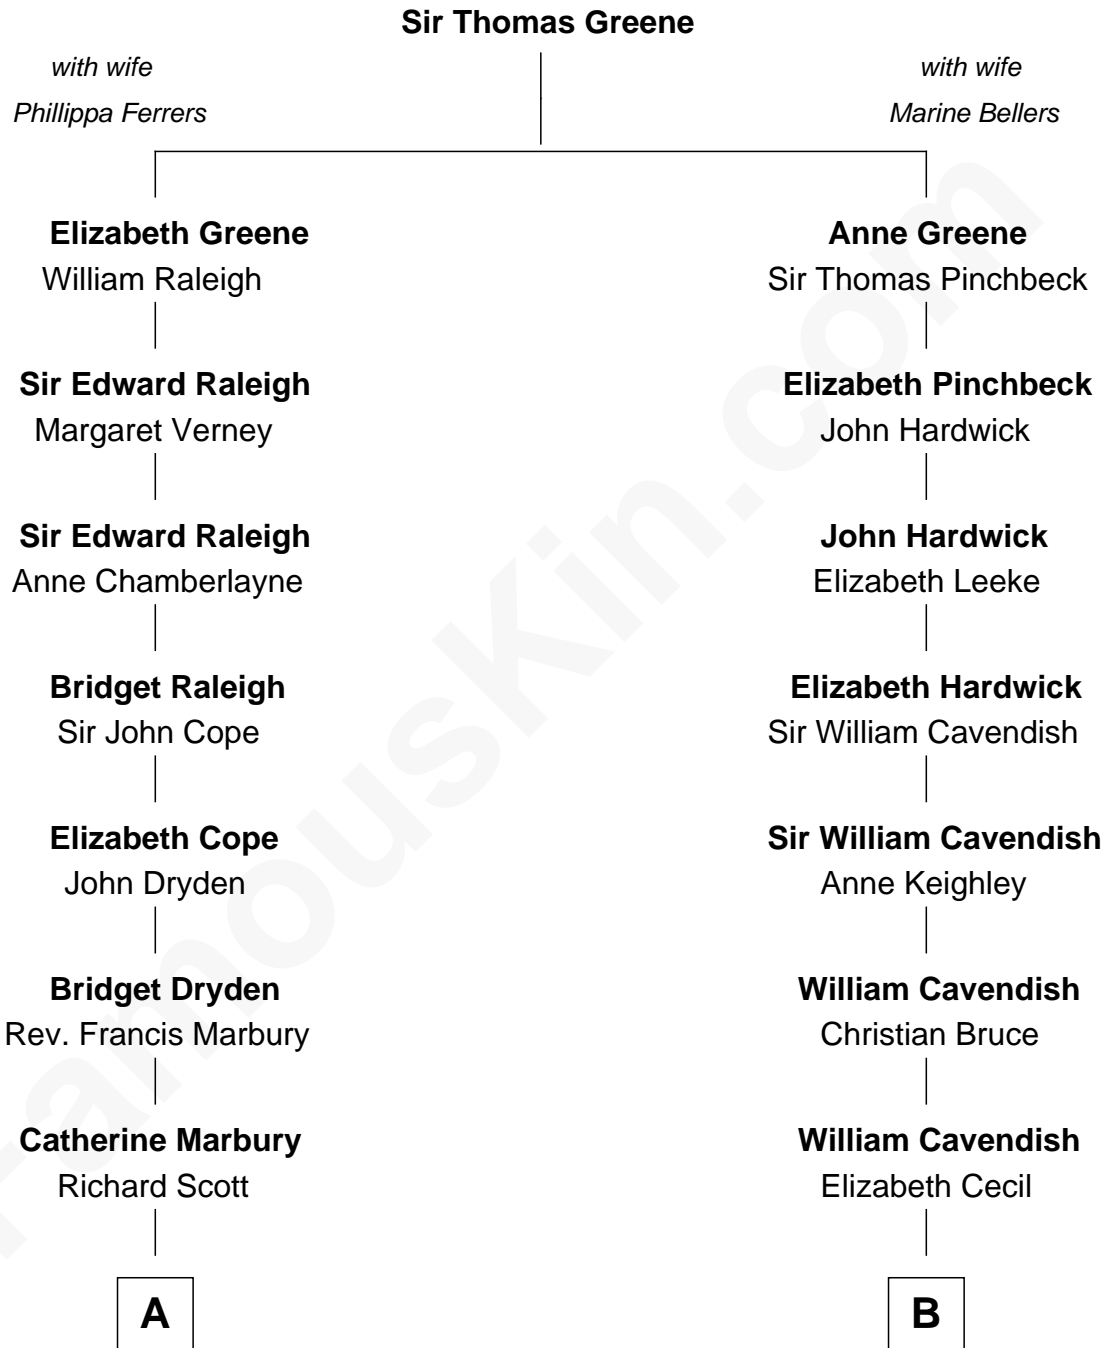 Sir Thomas Greene
with wife
Phillippa Ferrers
with wife
Marine Bellers
Elizabeth Greene
William Raleigh
Sir Edward Raleigh
Margaret Verney
Sir Edward Raleigh
Anne Chamberlayne
Bridget Raleigh
Sir John Cope
Elizabeth Cope
John Dryden
Bridget Dryden
Rev. Francis Marbury
Catherine Marbury
Richard Scott
A
Anne Greene
Sir Thomas Pinchbeck
Elizabeth Pinchbeck
John Hardwick
John Hardwick
Elizabeth Leeke
Elizabeth Hardwick
Sir William Cavendish
Sir William Cavendish
Anne Keighley
William Cavendish
Christian Bruce
William Cavendish
Elizabeth Cecil
B
FamousKin.com